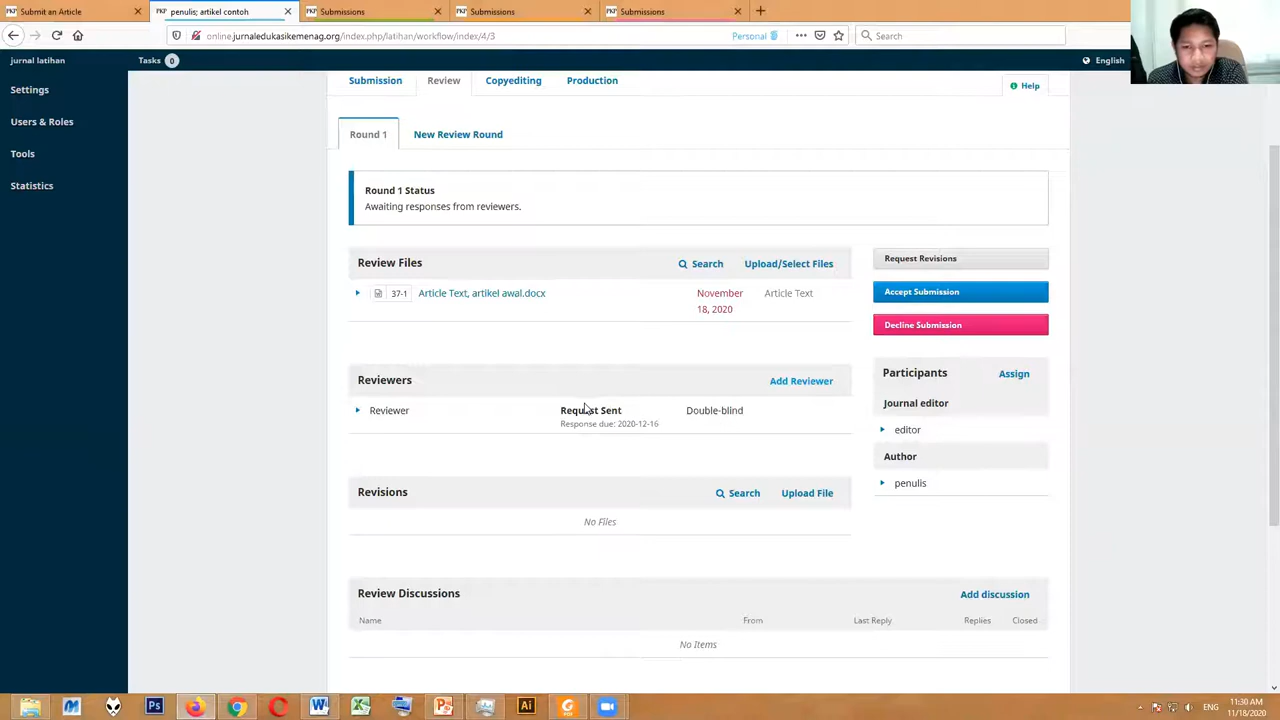 Submit an Article
penulis; artikel contoh
Submissions
Submissions
Submissions
online.jurnaledukasikemenag.org/index.php/latihan/workflow/index/4/3
Personal
Search
jurnal latihan
Tasks 0
English
Settings
Users & Roles
Tools
Statistics
Submission
Review
Copyediting
Production
Help
Round 1
New Review Round
Round 1 Status
Awaiting responses from reviewers.
Review Files
Search
Upload/Select Files
37-1
Article Text, artikel awal.docx
November
18, 2020
Article Text
Request Revisions
Accept Submission
Decline Submission
Participants
Assign
Journal editor
editor
Author
penulis
Reviewers
Add Reviewer
Reviewer
Request Sent
Response due: 2020-12-16
Double-blind
Revisions
Search
Upload File
No Files
Review Discussions
Add discussion
Name
From
Last Reply
Replies
Closed
No Items
ENG
11:30 AM
11/18/2020